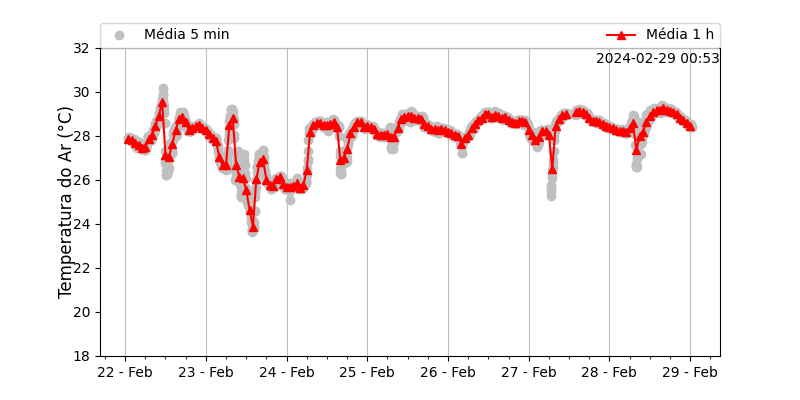 Média 5 min
Média 1 h
2024-02-29 00:53
Temperatura do Ar (°C)
32
30
28
26
24
22
20
18
22 - Feb
23 - Feb
24 - Feb
25 - Feb
26 - Feb
27 - Feb
28 - Feb
29 - Feb